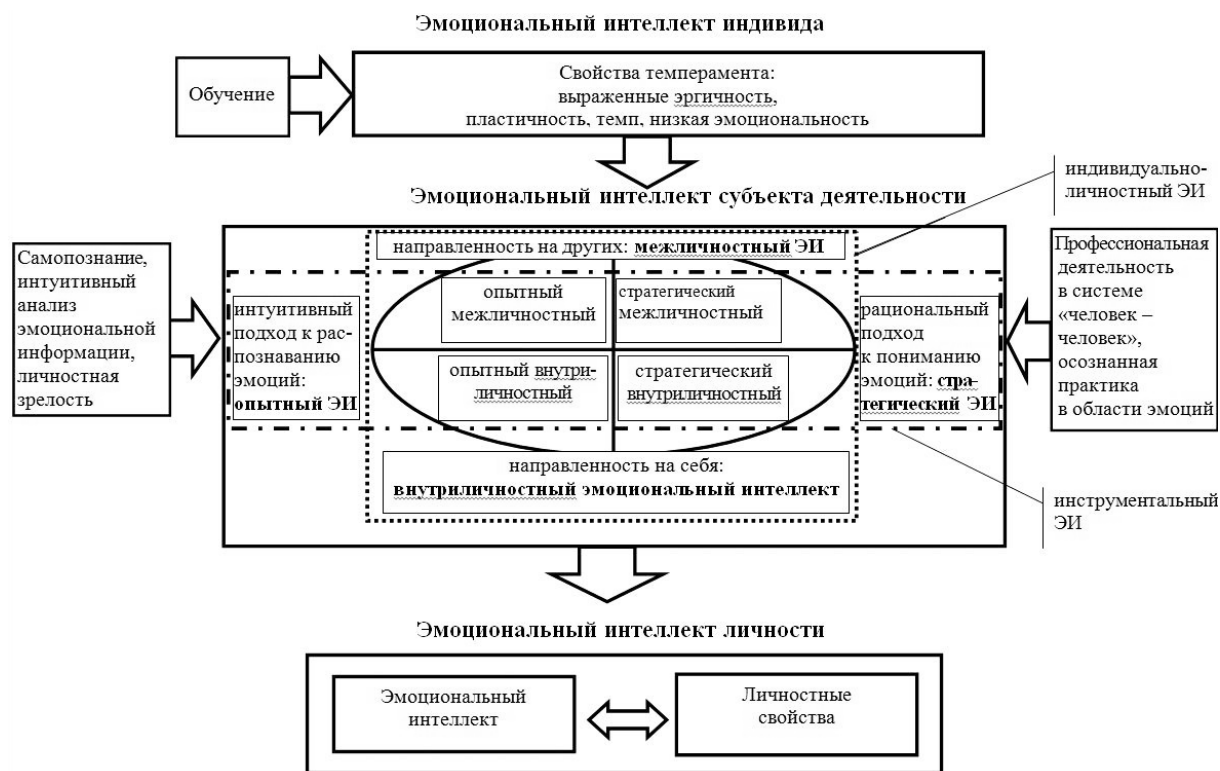 Эмоциональный интеллект индивида
Обучение
Свойства темперамента:
выраженные эргичность,
пластичность, темп, низкая эмоциональность
Эмоциональный интеллект субъекта деятельности
индивидуально-
личностный ЭИ
Самопознание,
интуитивный
анализ
эмоциональной
информации,
личностная
зрелость
направленность на других: межличностный ЭИ
интуитивный
подход к рас-
познаванию
эмоций:
опытный ЭИ
опытный
межличностный
стратегический
межличностный
опытный внутри-
личностный
стратегический
внутриличностный
рациональный
подход
к пониманию
эмоций: стра-
тегический ЭИ
Профессиональная
деятельность
в системе
«человек –
человек»,
осознанная
практика
в области эмоций
направленность на себя:
внутриличностный эмоциональный интеллект
инструментальный
ЭИ
Эмоциональный интеллект личности
Эмоциональный
интеллект
Личностные
свойства